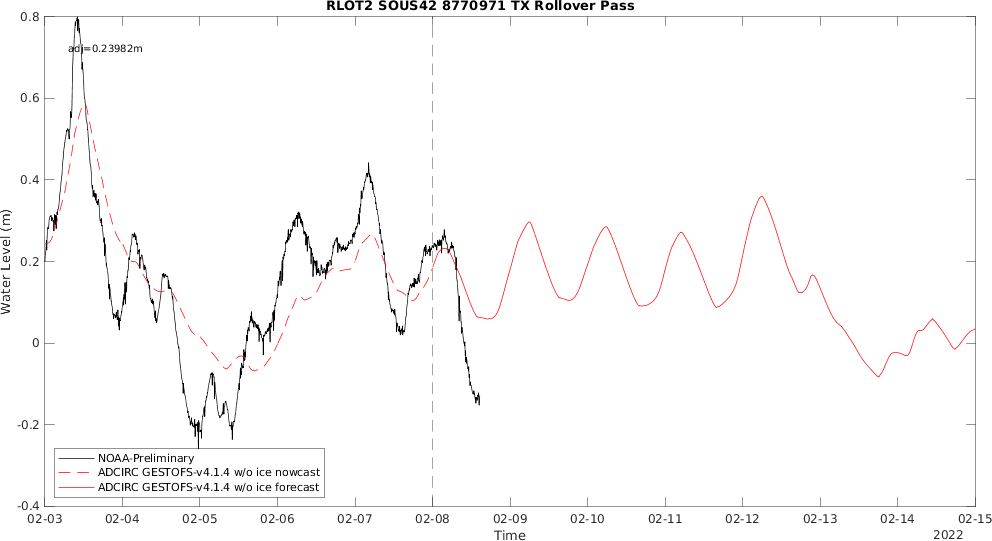 RLOT2 SOUS42 8770971 TX Rollover Pass
0.8
adj=0.23982m
0.6
0.4
0.2
0
-0.2
-0.4
Water Level (m)
NOAA-Preliminary
ADCIRC GESTOFS-v4.1.4 w/o ice nowcast
ADCIRC GESTOFS-v4.1.4 w/o ice forecast
02-03 02-04 02-05 02-06 02-07 02-08 02-09 02-10 02-11 02-12 02-13 02-14 02-15
Time
2022